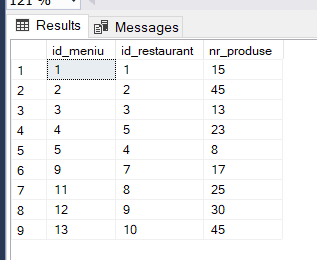 121 %
Results Messages
id_meniu id_restaurant nr_produse
1 1 1 15
2 2 2 45
3 3 3 13
4 4 5 23
5 5 4 8
6 9 7 17
7 11 8 25
8 12 9 30
9 13 10 45